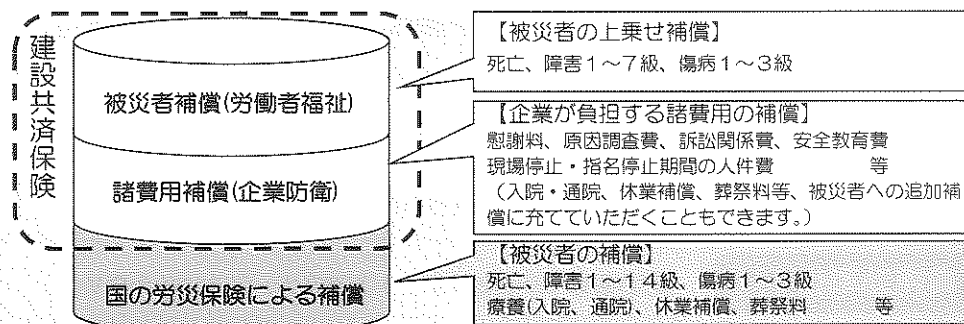 建設共済保険
被災者補償(労働者福祉)
諸費用補償(企業防衛)
国の労災保険による補償
【被災者の上乗せ補償】
死亡、障害1～7級、傷病1～3級
【企業が負担する諸費用の補償】
慰謝料、原因調査費、訴訟関係費、安全教育費
現場停止・指名停止期間の人件費 等
(入院・通院、休業補償、葬祭料等、被災者への追加補
償に充てていただくこともできます。)
【被災者の補償】
死亡、障害1～14級、傷病1～3級
療養(入院、通院)、休業補償、葬祭料 等